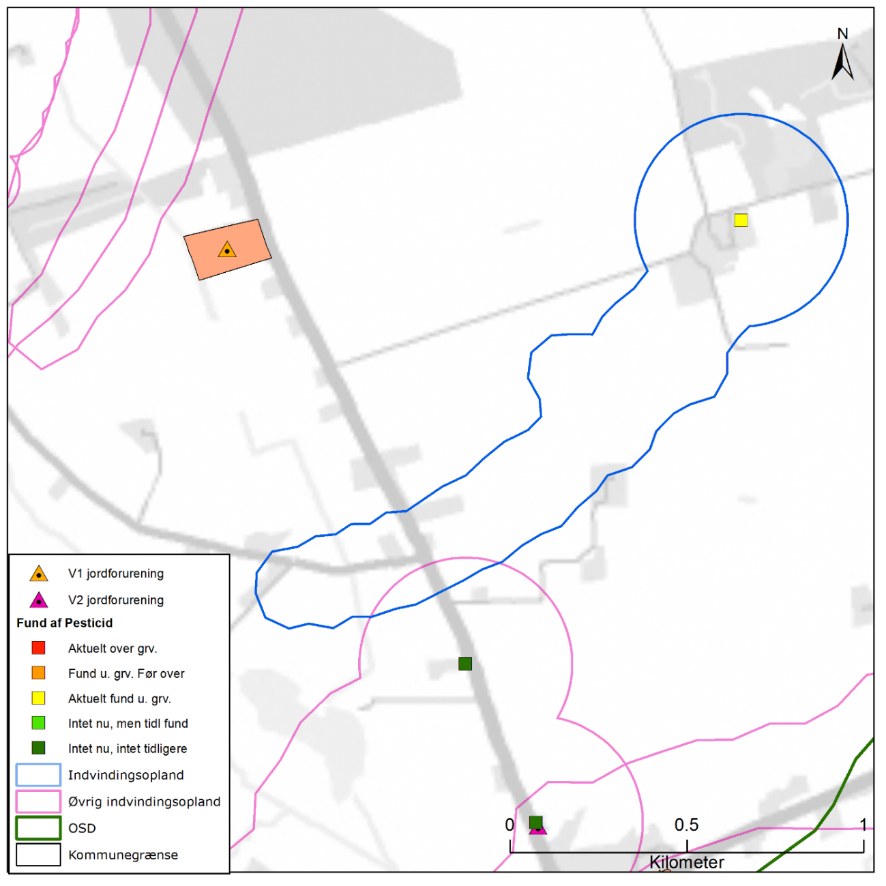 N
V1 jordforurening
V2 jordforurening
Fund af Pesticid
Aktuelt over grv.
Fund u. grv. Før over
Aktuelt fund u. grv.
Intet nu, men tidl fund
Intet nu, intet tidligere
Indvindingsopland
Øvrig indvindingsopland
OSD
Kommunegrænse
0 0.5 1
Kilometer